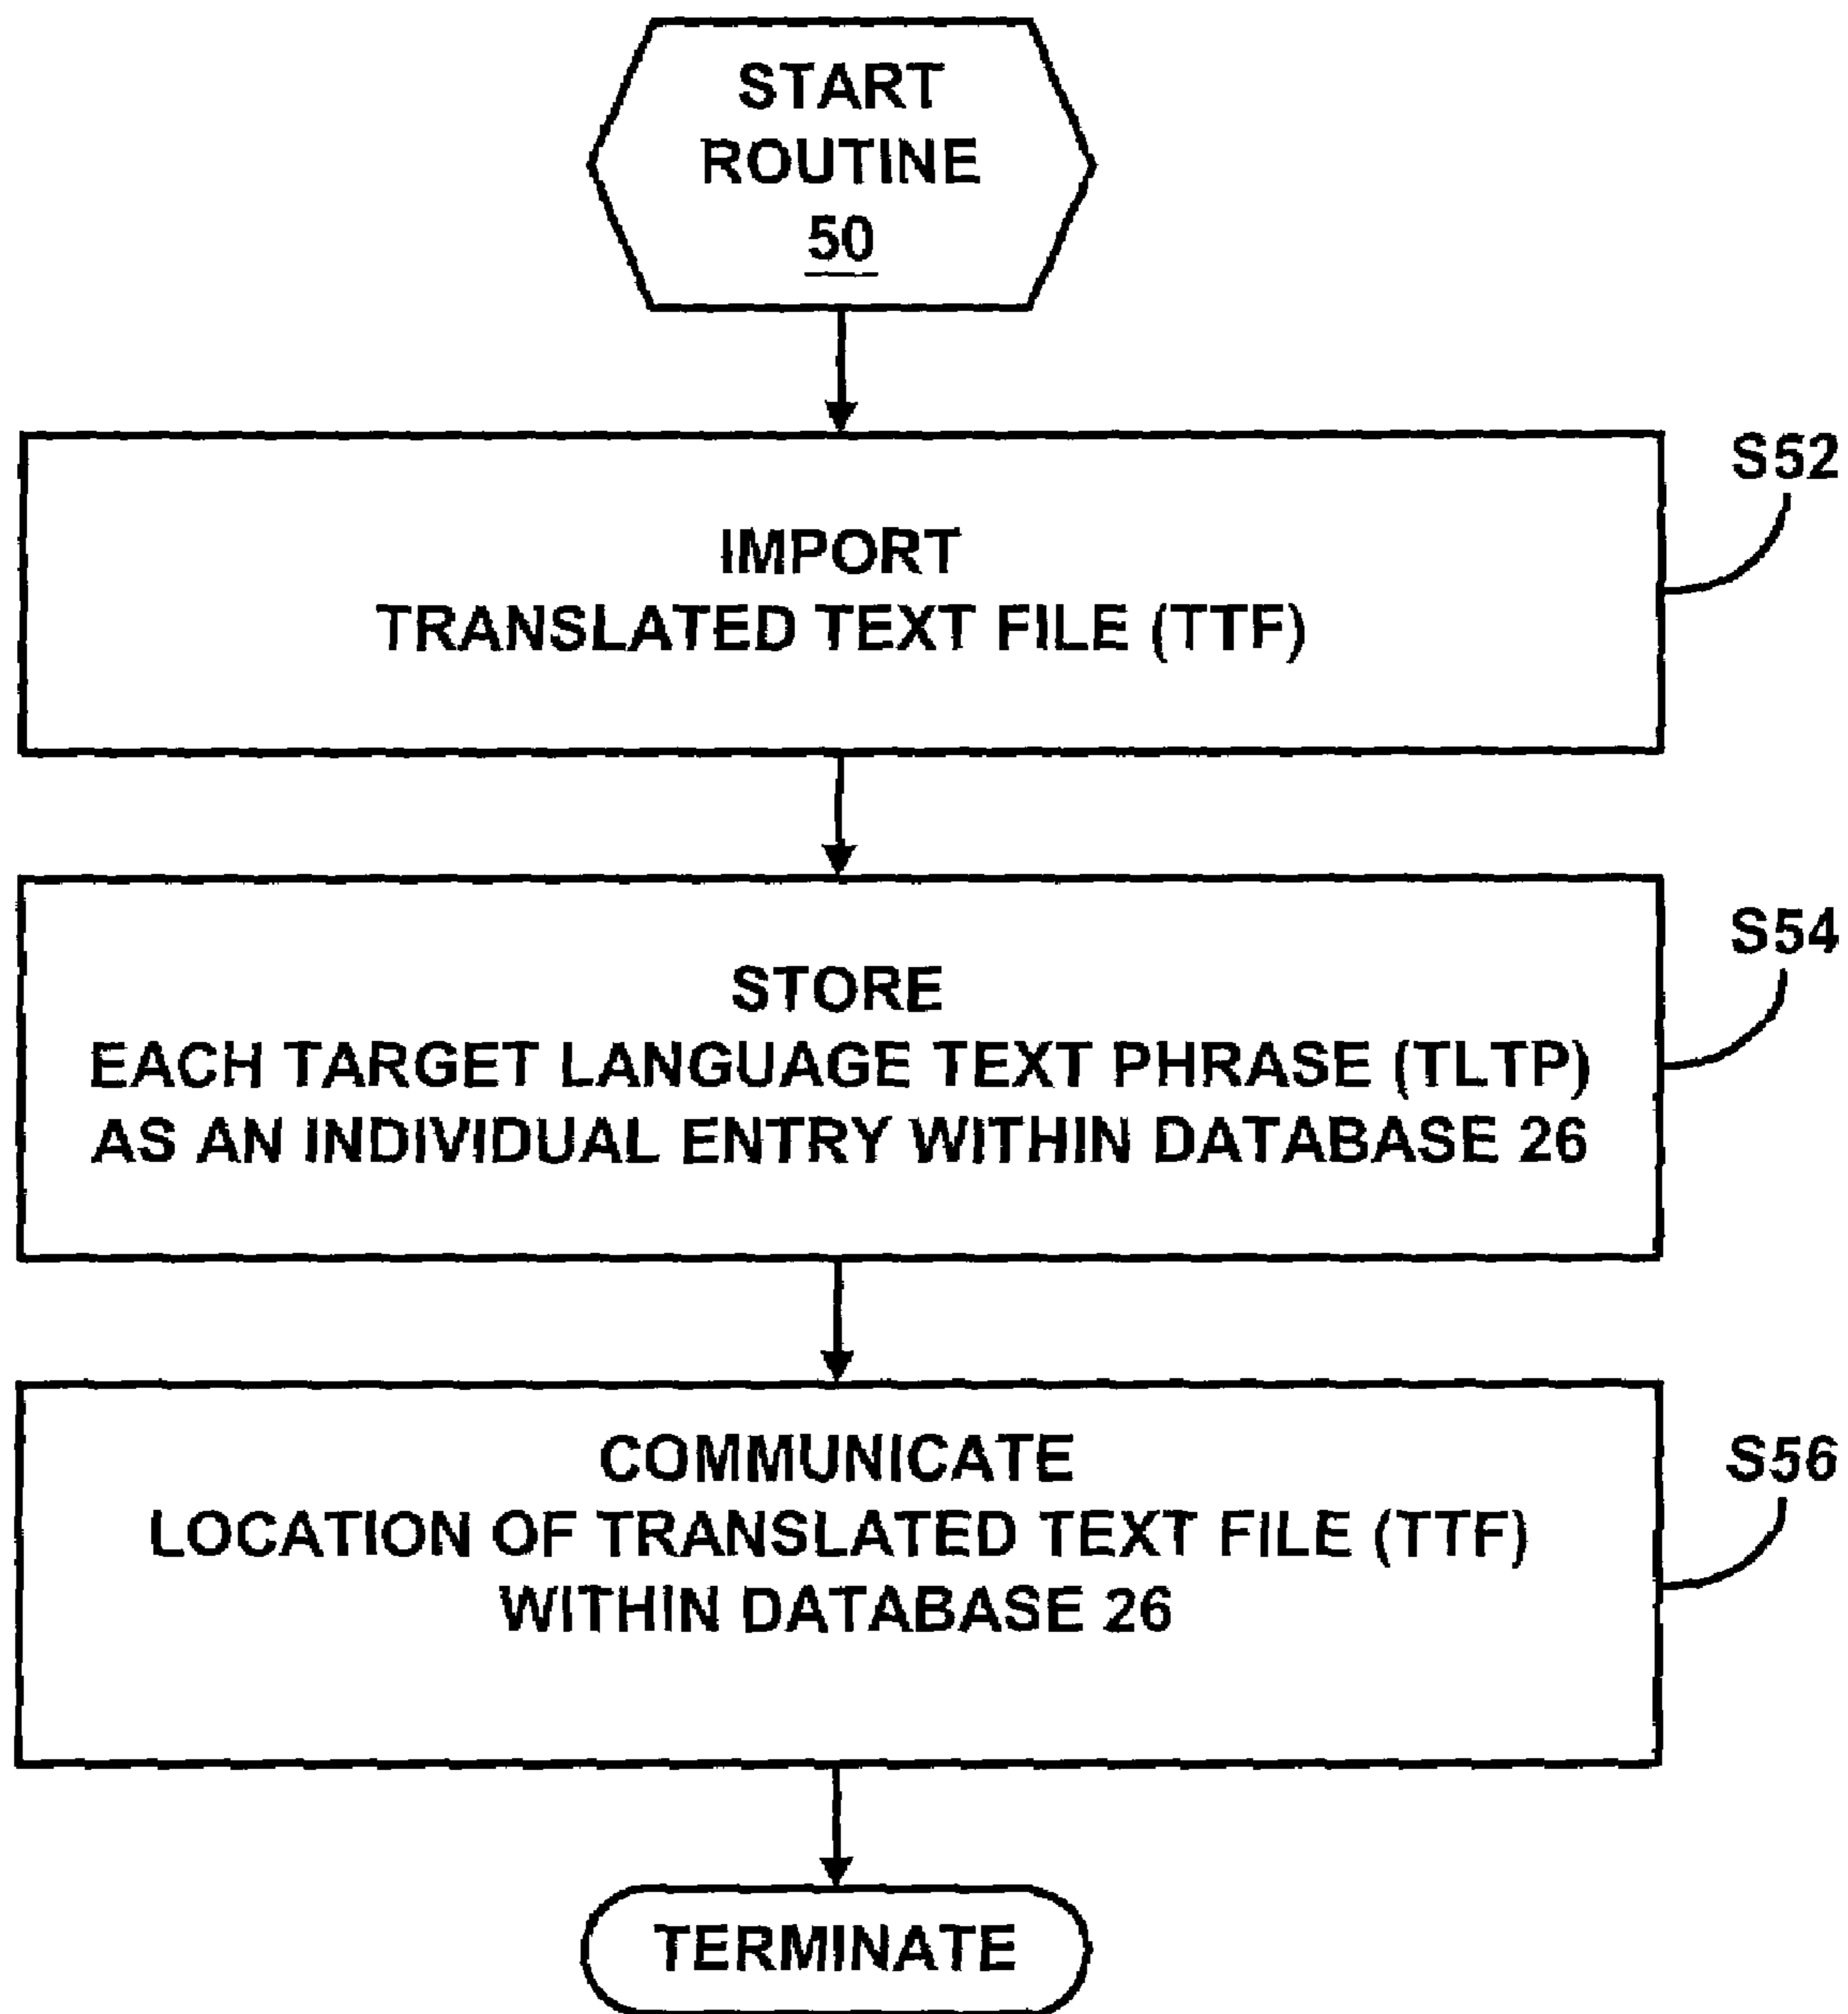 START
ROUTINE
50
S52
IMPORT
TRANSLATED TEXT FILE (TTF)
S54
STORE
EACH TARGET LANGUAGE TEXT PHRASE (TLTP)
AS AN INDIVIDUAL ENTRY WITHIN DATABASE 26
S56
COMMUNICATE
LOCATION OF TRANSLATED TEXT FILE (TTF)
WITHIN DATABASE 26
TERMINATE